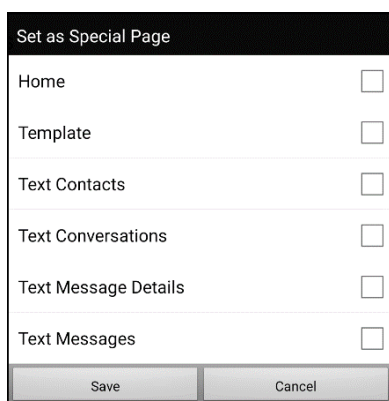 Set as Special Page
Home
Template
Text Contacts
Text Conversations
Text Message Details
Text Messages
Save Cancel